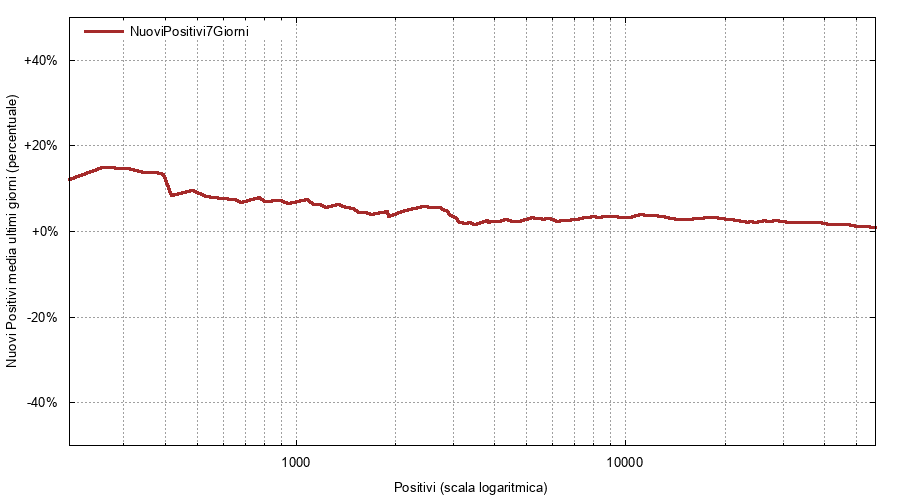 NuoviPositivi7Giorni
+40%
+20%
+0%
-20%
-40%
Nuovi Positivi media ultimi giorni (percentuale)
1000
10000
Positivi (scala logaritmica)